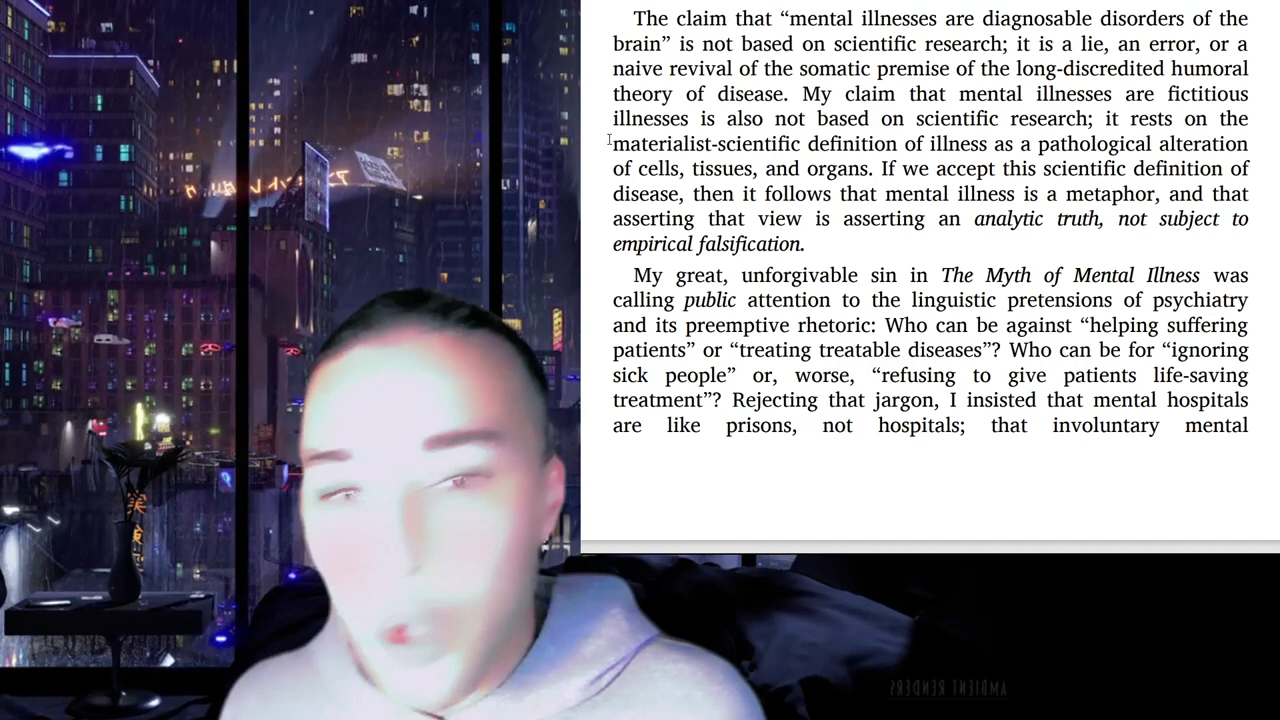 The claim that “mental illnesses are diagnosable disorders of the
brain” is not based on scientific research; it is a lie, an error, or a
naive revival of the somatic premise of the long-discredited humoral
theory of disease. My claim that mental illnesses are fictitious
illnesses is also not based on scientific research; it rests on the
materialist-scientific definition of illness as a pathological alteration
of cells, tissues, and organs. If we accept this scientific definition of
disease, then it follows that mental illness is a metaphor, and that
asserting that view is asserting an analytic truth, not subject to
empirical falsification.
My great, unforgivable sin in The Myth of Mental Illness was
calling public attention to the linguistic pretensions of psychiatry
and its preemptive rhetoric: Who can be against “helping suffering
patients” or “treating treatable diseases”? Who can be for “ignoring
sick people” or, worse, “refusing to give patients life-saving
treatment”? Rejecting that jargon, I insisted that mental hospitals
are like prisons, not hospitals; that involuntary mental
AMBIENT RENDERS